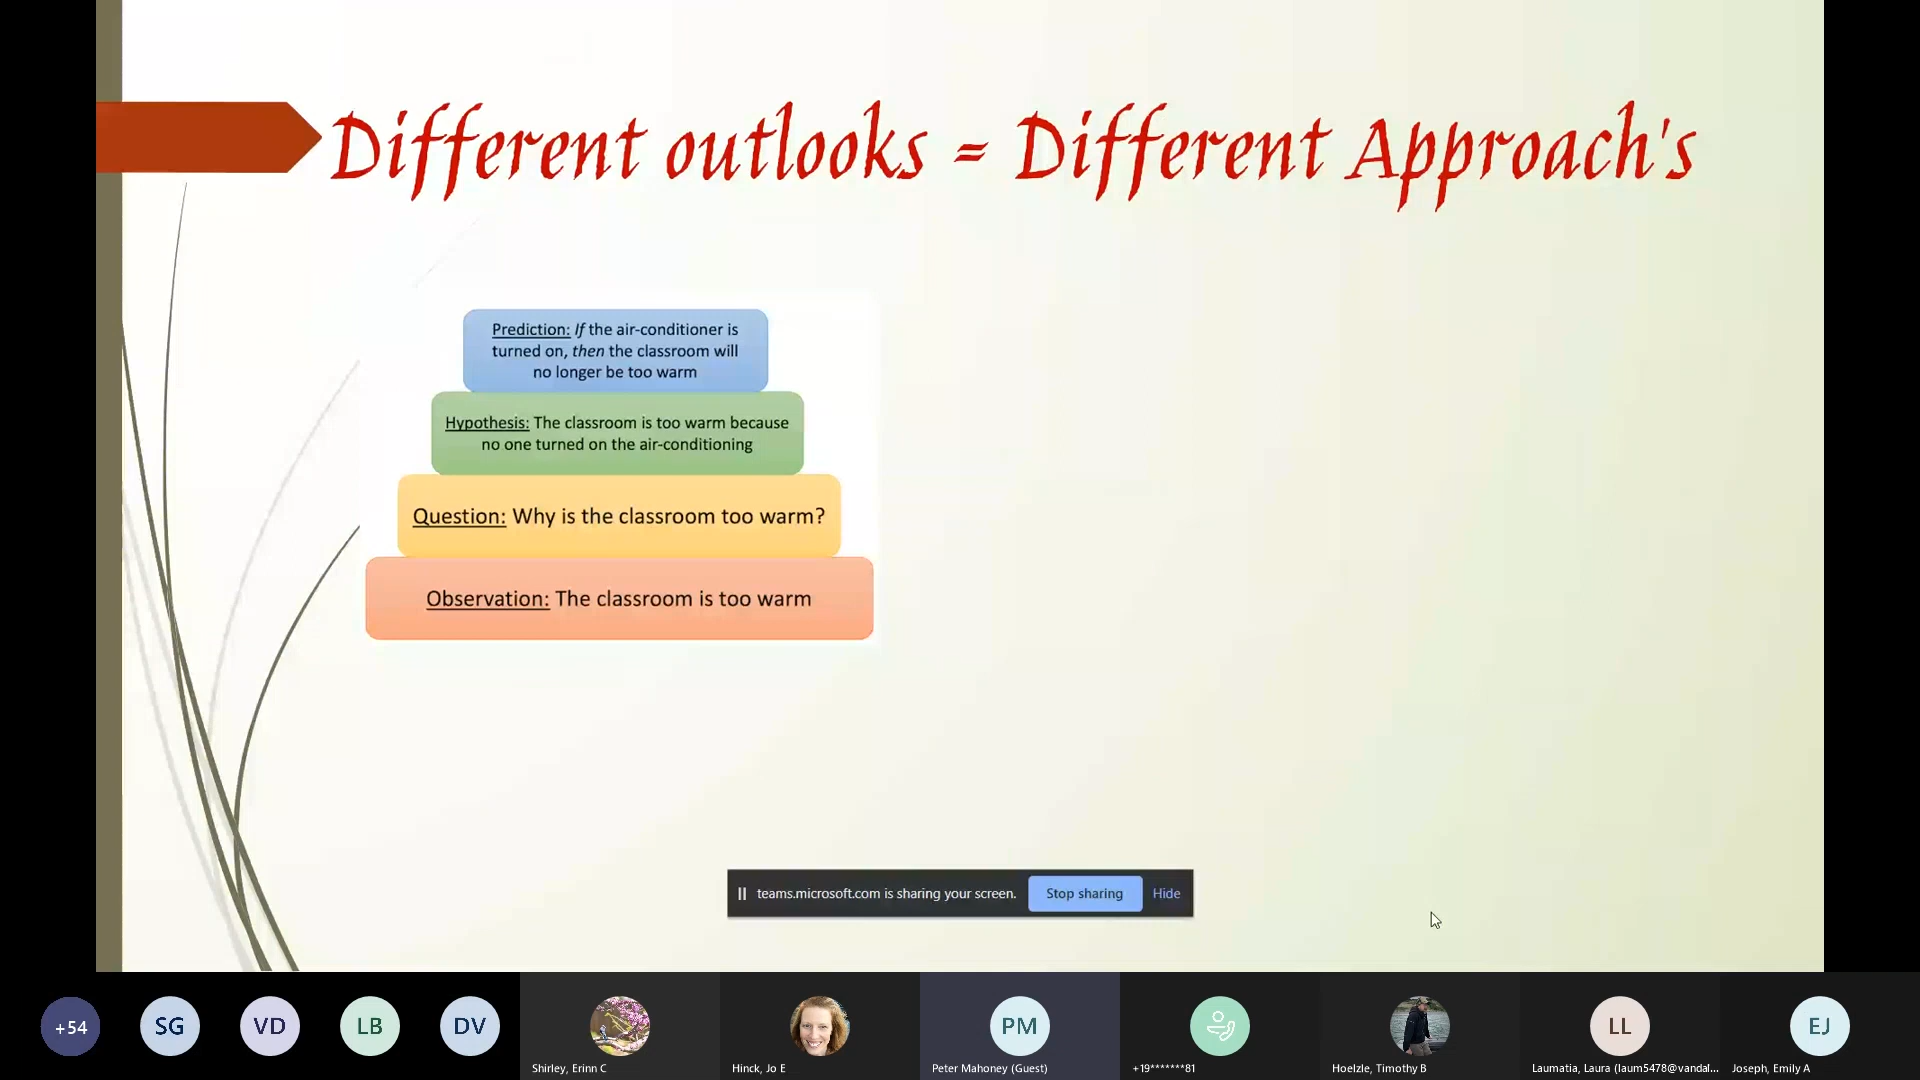 Different outlooks = Different Approach's
Prediction: If the air-conditioner is
turned on, then the classroom will
no longer be too warm
Hypothesis: The classroom is too warm because
no one turned on the air-conditioning
Question: Why is the classroom too warm?
Observation: The classroom is too warm
teams.microsoft.com is sharing your screen. Stop sharing Hide
+54 SG VD LB DV PM LL EJ
Shirley, Erinn C Hinck, Jo E Peter Mahoney (Guest) +19*******81 Hoelzle, Timothy B Laumatia, Laura (laum5478@vandal... Joseph, Emily A